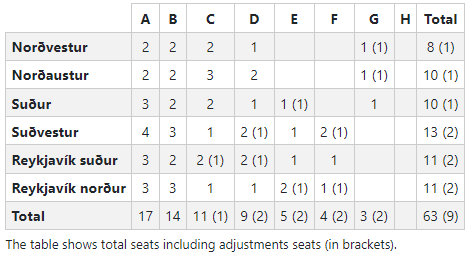 A B C D E F G H Total
Norðvestur 2 2 2 1 1 (1) 8 (1)
Norðaustur 2 2 3 2 1 (1) 10 (1)
Suður 3 2 2 1 1 (1) 1 10 (1)
Suðvestur 4 3 1 2 (1) 1 2 (1) 13 (2)
Reykjavík suður 3 2 2 (1) 2 (1) 1 1 11 (2)
Reykjavík norður 3 3 1 1 2 (1) 1 (1) 11 (2)
Total 17 14 11 (1) 9 (2) 5 (2) 4 (2) 3 (2) 63 (9)
The table shows total seats including adjustments seats (in brackets).